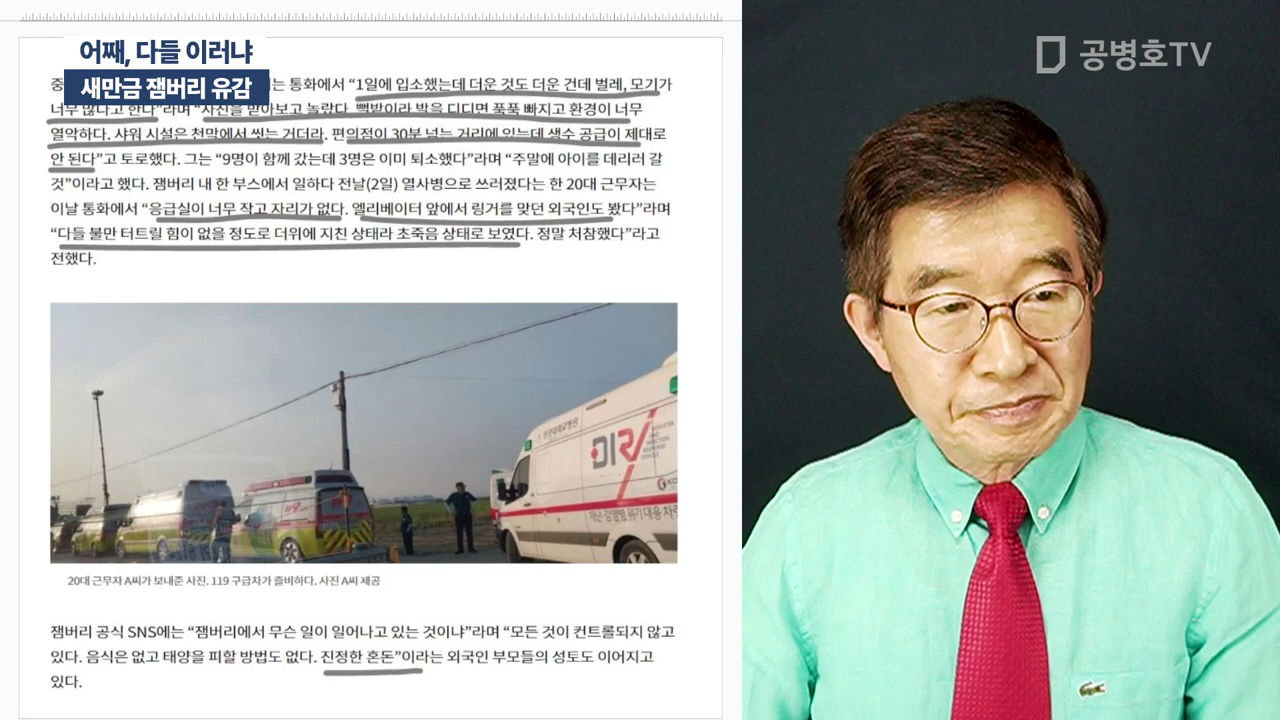 어째, 다들 이러냐
새만금 잼버리 유감
공병호TV
중
는 통화에서 “1일에 입소했는데 더운 것도 더운 건데 벌레, 모기가
너무 많다고 한다”라며 “사진을 받아보고 놀랐다. 뻘밭이라 발을 디디면 푹푹 빠지고 환경이 너무
열악하다. 샤워 시설은 천막에서 씻는 거더라. 편의점이 30분 넘는 거리에 있는데 생수 공급이 제대로
안 된다”고 토로했다. 그는 “9명이 함께 갔는데 3명은 이미 퇴소했다”라며 “주말에 아이를 데리러 갈
것”이라고 했다. 잼버리 내 한 부스에서 일하다 전날(2일) 열사병으로 쓰러졌다는 한 20대 근무자는
이날 통화에서 “응급실이 너무 작고 자리가 없다. 엘리베이터 앞에서 링거를 맞던 외국인도 봤다”라며
“다들 불만 터트릴 힘이 없을 정도로 더위에 지친 상태라 초죽음 상태로 보였다. 정말 처참했다”라고
전했다.
원광대학교병원
DIRV
재난·감염병 위기 대응 차량
20대 근무자 A씨가 보내준 사진. 119 구급차가 즐비하다. 사진 A씨 제공
잼버리 공식 SNS에는 “잼버리에서 무슨 일이 일어나고 있는 것이냐”라며 “모든 것이 컨트롤되지 않고
있다. 음식은 없고 태양을 피할 방법도 없다. 진정한 혼돈”이라는 외국인 부모들의 성토도 이어지고
있다.